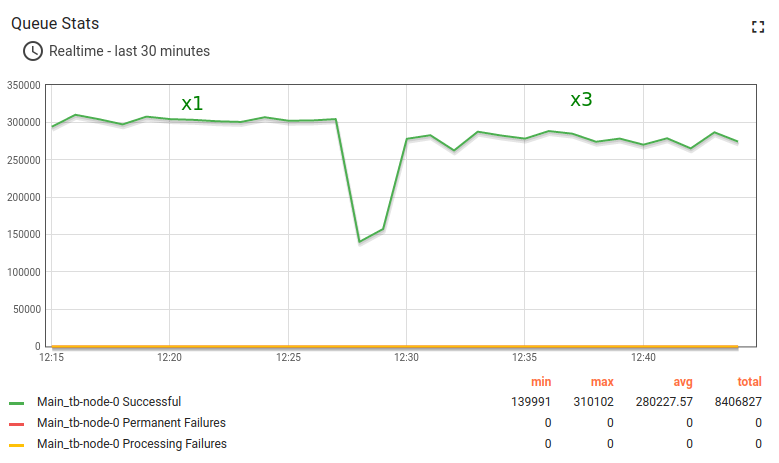 Queue Stats
Realtime - last 30 minutes
x1
x3
350000
300000
250000
200000
150000
100000
50000
0
12:15 12:20 12:25 12:30 12:35 12:40
min max avg total
Main_tb-node-0 Successful 139991 310102 280227.57 8406827
Main_tb-node-0 Permanent Failures 0 0 0 0
Main_tb-node-0 Processing Failures 0 0 0 0